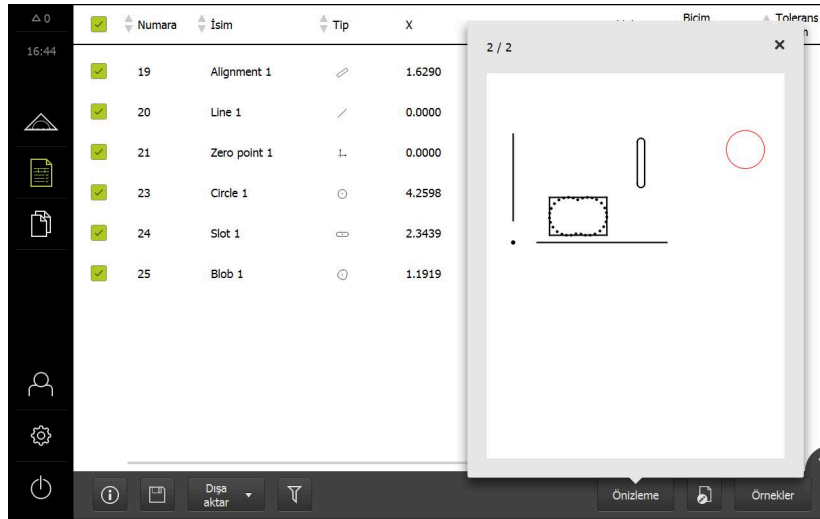 △ 0
16:44
Numara
İsim
Tip
X
Biçim
Tolerans
19 Alignment 1 1.6290
20 Line 1 0.0000
21 Zero point 1 0.0000
23 Circle 1 4.2598
24 Slot 1 2.3439
25 Blob 1 1.1919
2 / 2
Dışa
aktar
Önizleme
Örnekler